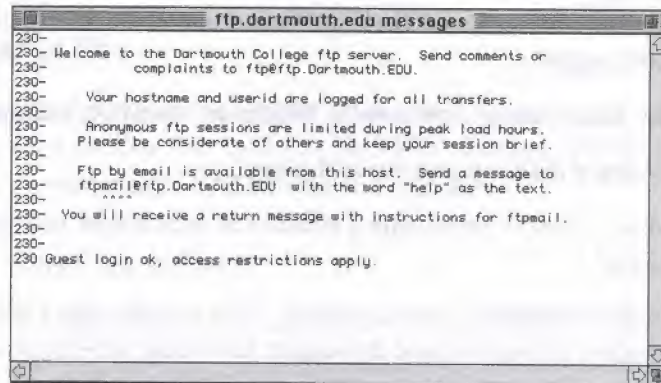 ftp.dartmouth.edu messages
230-
230- Welcome to the Dartmouth College ftp server.  Send comments or
230-           complaints to ftp@ftp.Dartmouth.EDU.
230-
230-     Your hostname and userid are logged for all transfers.
230-
230-     Anonymous ftp sessions are limited during peak load hours.
230-    Please be considerate of others and keep your session brief.
230-
230-    Ftp by email is available from this host.  Send a message to
230-    ftpmail@ftp.Dartmouth.EDU  with the word "help" as the text.
230-       ^^^^
230-  You will receive a return message with instructions for ftpmail.
230-
230 Guest login ok, access restrictions apply.